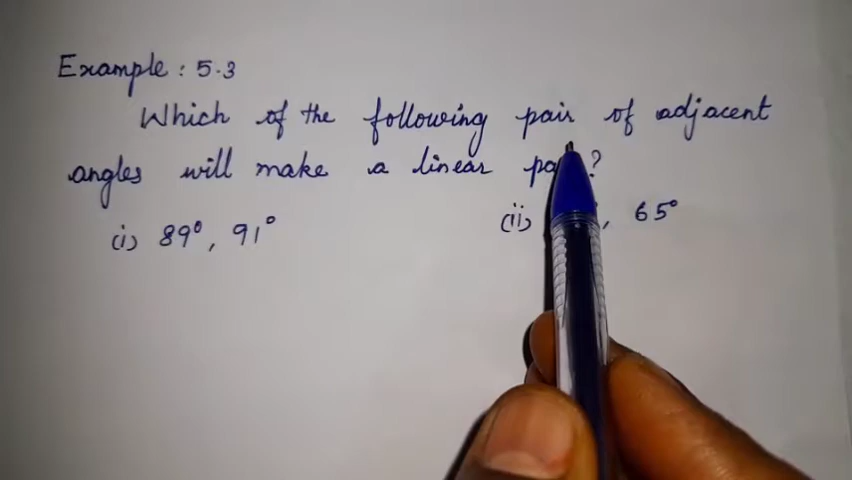 Example : 5.3
Which of the following pair of adjacent
angles will make a linear ?
(i) 89°, 91° (ii) , 65°